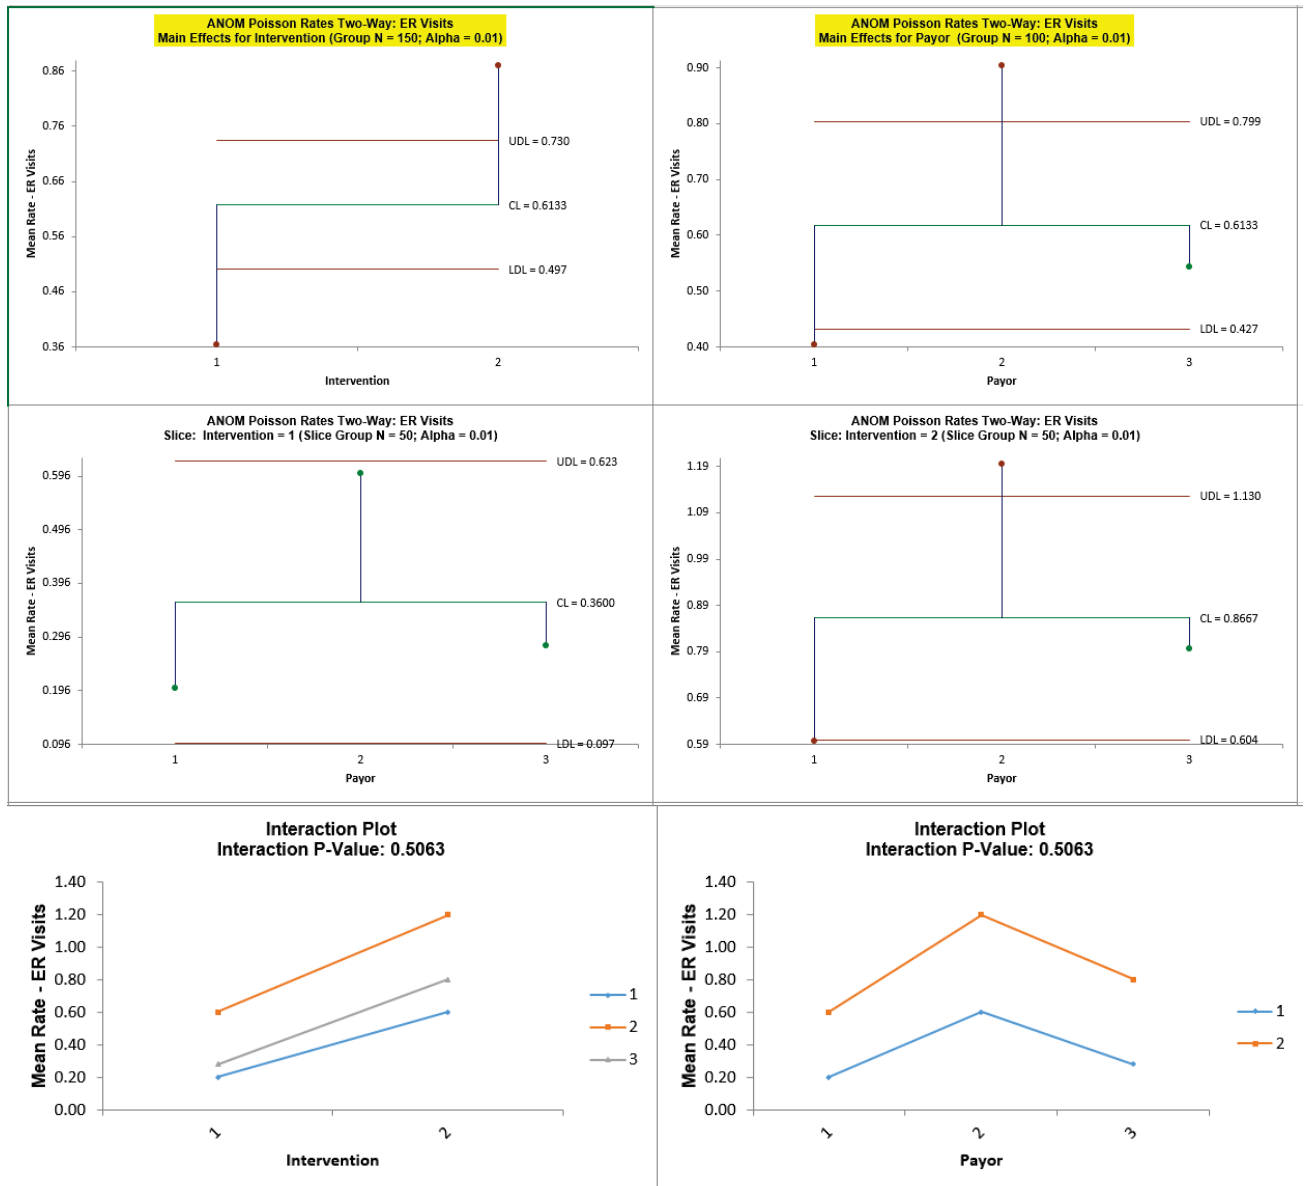 ANOM Poisson Rates Two-Way: ER Visits
Main Effects for Intervention (Group N = 150; Alpha = 0.01)
Mean Rate - ER Visits
0.86
0.76
0.66
0.56
0.46
0.36
UDL = 0.730
CL = 0.6133
LDL = 0.497
1
2
Intervention
ANOM Poisson Rates Two-Way: ER Visits
Main Effects for Payor (Group N = 100; Alpha = 0.01)
Mean Rate - ER Visits
0.90
0.80
0.70
0.60
0.50
0.40
UDL = 0.799
CL = 0.6133
LDL = 0.427
1
2
3
Payor
ANOM Poisson Rates Two-Way: ER Visits
Slice: Intervention = 1 (Slice Group N = 50; Alpha = 0.01)
Mean Rate - ER Visits
0.596
0.496
0.396
0.296
0.196
0.096
UDL = 0.623
CL = 0.3600
LDL = 0.097
1
2
3
Payor
ANOM Poisson Rates Two-Way: ER Visits
Slice: Intervention = 2 (Slice Group N = 50; Alpha = 0.01)
Mean Rate - ER Visits
1.19
1.09
0.99
0.89
0.79
0.69
0.59
UDL = 1.130
CL = 0.8667
LDL = 0.604
1
2
3
Payor
Interaction Plot
Interaction P-Value: 0.5063
Mean Rate - ER Visits
1.40
1.20
1.00
0.80
0.60
0.40
0.20
0.00
1
2
Intervention
1
2
3
Interaction Plot
Interaction P-Value: 0.5063
Mean Rate - ER Visits
1.40
1.20
1.00
0.80
0.60
0.40
0.20
0.00
1
2
3
Payor
1
2